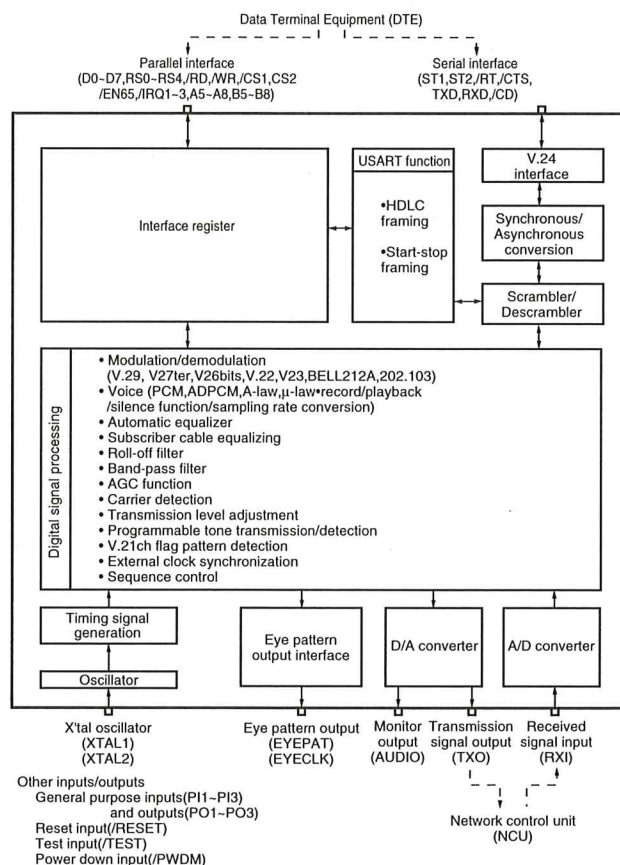 Data Terminal Equipment (DTE)
Parallel interface
(D0~D7,RS0~RS4,/RD,/WR,/CS1,CS2
/EN65,/IRQ1~3,A5~A8,B5~B8)
Serial interface
(ST1,ST2,/RT,/CTS,
TXD,RXD,/CD)
Interface register
USART function
•HDLC
framing
•Start-stop
framing
V.24
interface
Synchronous/
Asynchronous
conversion
Scrambler/
Descrambler
Digital signal processing
• Modulation/demodulation
(V.29, V27ter,V26bits,V.22,V23,BELL212A,202.103)
• Voice (PCM,ADPCM,A-law,µ-law•record/playback
/silence function/sampling rate conversion)
• Automatic equalizer
• Subscriber cable equalizing
• Roll-off filter
• Band-pass filter
• AGC function
• Carrier detection
• Transmission level adjustment
• Programmable tone transmission/detection
• V.21ch flag pattern detection
• External clock synchronization
• Sequence control
Timing signal
generation
Oscillator
Eye pattern
output interface
D/A converter
A/D converter
X'tal oscillator
(XTAL1)
(XTAL2)
Eye pattern output
(EYEPAT)
(EYECLK)
Monitor
output
(AUDIO)
Transmission
signal output
(TXO)
Received
signal input
(RXI)
Network control unit
(NCU)
Other inputs/outputs
General purpose inputs(PI1~PI3)
and outputs(PO1~PO3)
Reset input(/RESET)
Test input(/TEST)
Power down input(/PWDM)